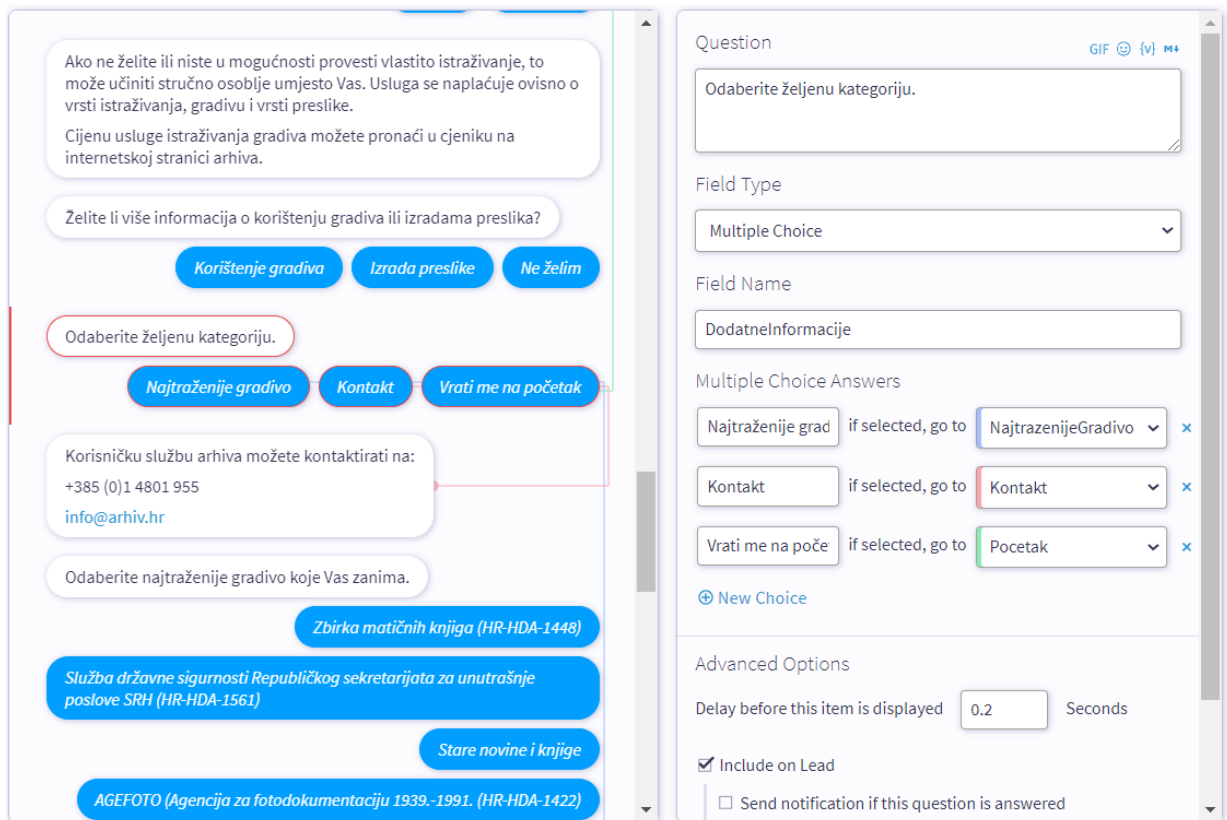 Ako ne želite ili niste u mogućnosti provesti vlastito istraživanje, to
može učiniti stručno osoblje umjesto Vas. Usluga se naplaćuje ovisno o
vrsti istraživanja, gradivu i vrsti preslike.
Cijenu usluge istraživanja gradiva možete pronaći u cjeniku na
internetskoj stranici arhiva.
Želite li više informacija o korištenju gradiva ili izradama preslika?
Korištenje gradiva Izrada preslike Ne želim
Odaberite željenu kategoriju.
Najtraženije gradivo Kontakt Vrati me na početak
Korisničku službu arhiva možete kontaktirati na:
+385 (0)1 4801 955
info@arhiv.hr
Odaberite najtraženije gradivo koje Vas zanima.
Zbirka matičnih knjiga (HR-HDA-1448)
Služba državne sigurnosti Republičkog sekretarijata za unutrašnje
poslove SRH (HR-HDA-1561)
Stare novine i knjige
AGEFOTO (Agencija za fotodokumentaciju 1939.-1991. (HR-HDA-1422)
Question GIF {v} M+
Odaberite željenu kategoriju.
Field Type
Multiple Choice
Field Name
DodatneInformacije
Multiple Choice Answers
Najtraženije grad if selected, go to NajtrazenijeGradivo
Kontakt if selected, go to Kontakt
Vrati me na poče if selected, go to Pocetak
New Choice
Advanced Options
Delay before this item is displayed 0.2 Seconds
Include on Lead
Send notification if this question is answered